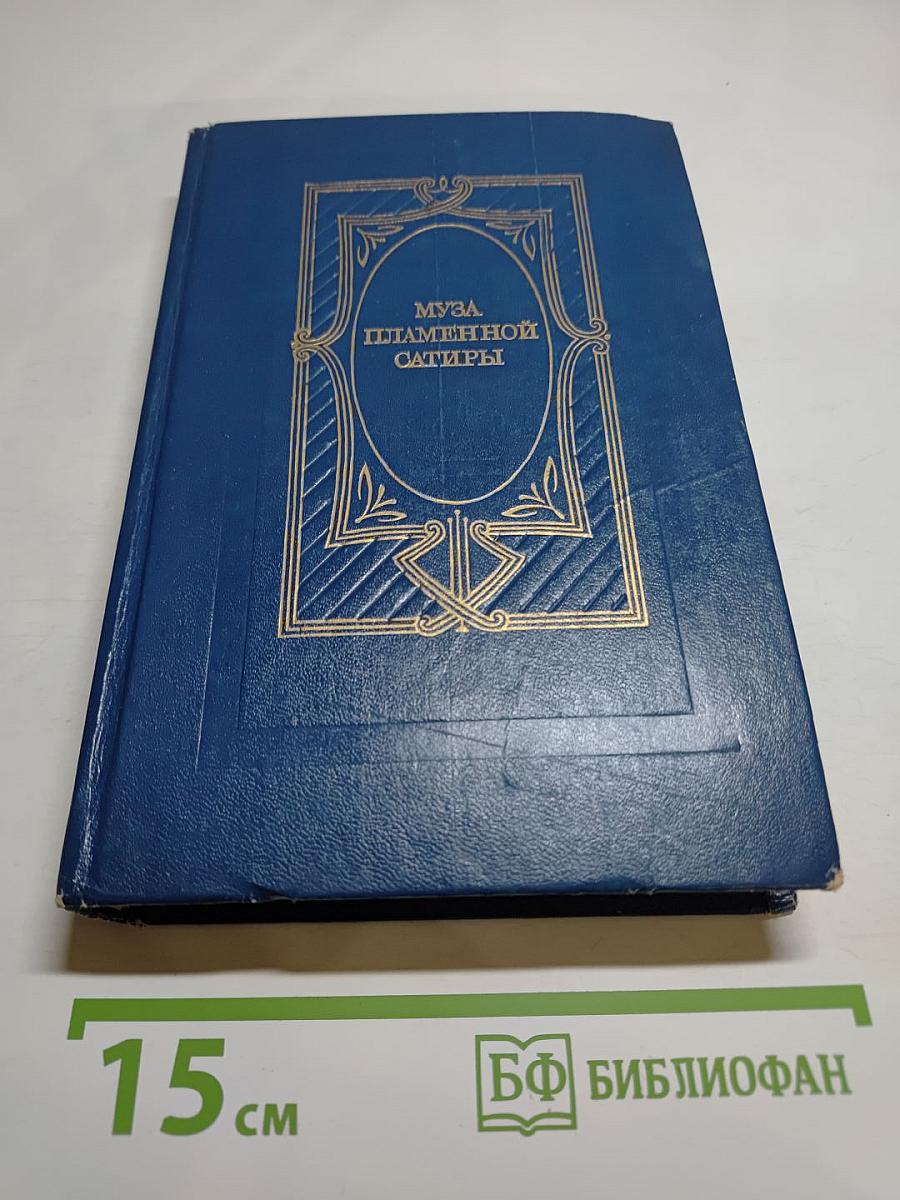 МУЗА
ПЛАМЕННОЙ
САТИРЫ
15 см
БФ БИБЛИОФАН